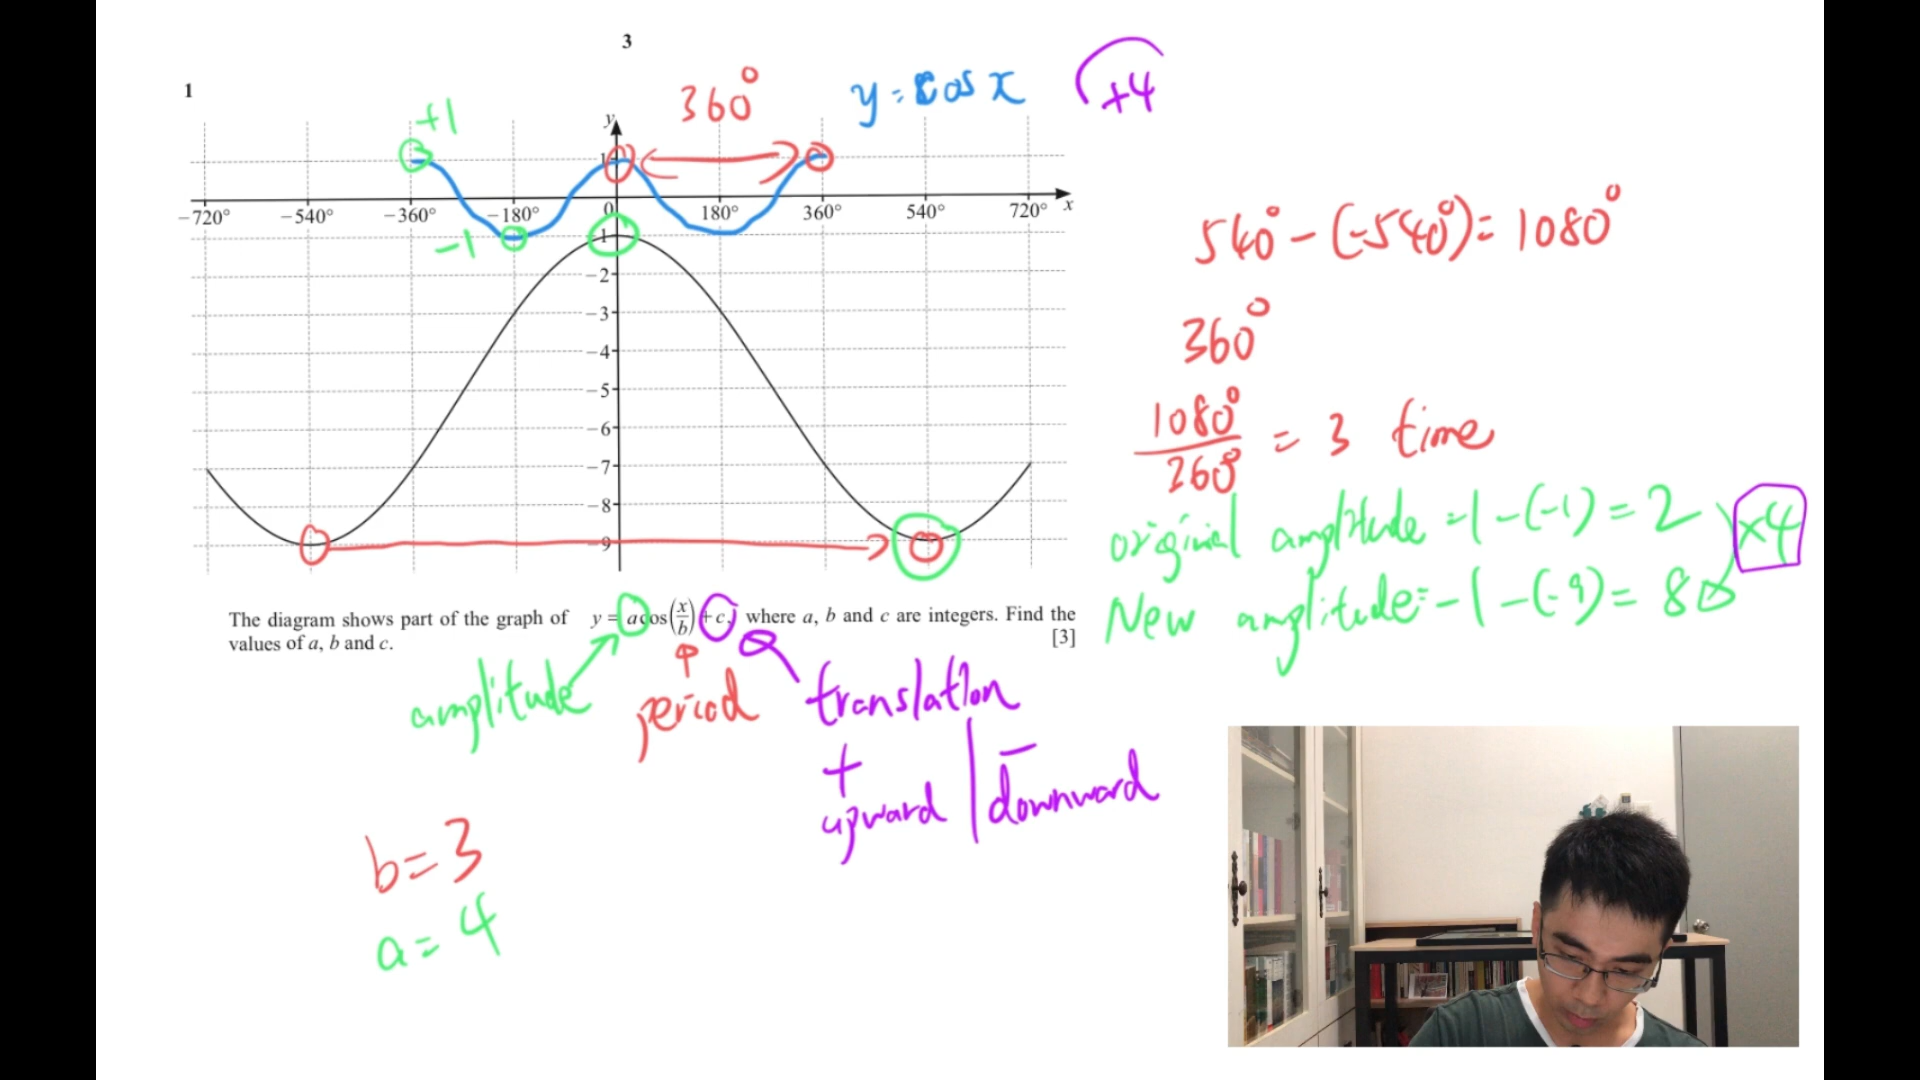 3
1
+1
360°
y = cos x
+4
y
1
-720° -540° -360° -180° 0 180° 360° 540° 720° x
-1
-1
-2
-3
-4
-5
-6
-7
-8
-9
The diagram shows part of the graph of y = a cos(x/b) + c, where a, b and c are integers. Find the
values of a, b and c. [3]
amplitude
period
translation
+ upward / - downward
b = 3
a = 4
540° - (-540°) = 1080°
360°
1080°/260° = 3 time
original amplitude = 1 - (-1) = 2
×4
New amplitude = -1 - (-9) = 8